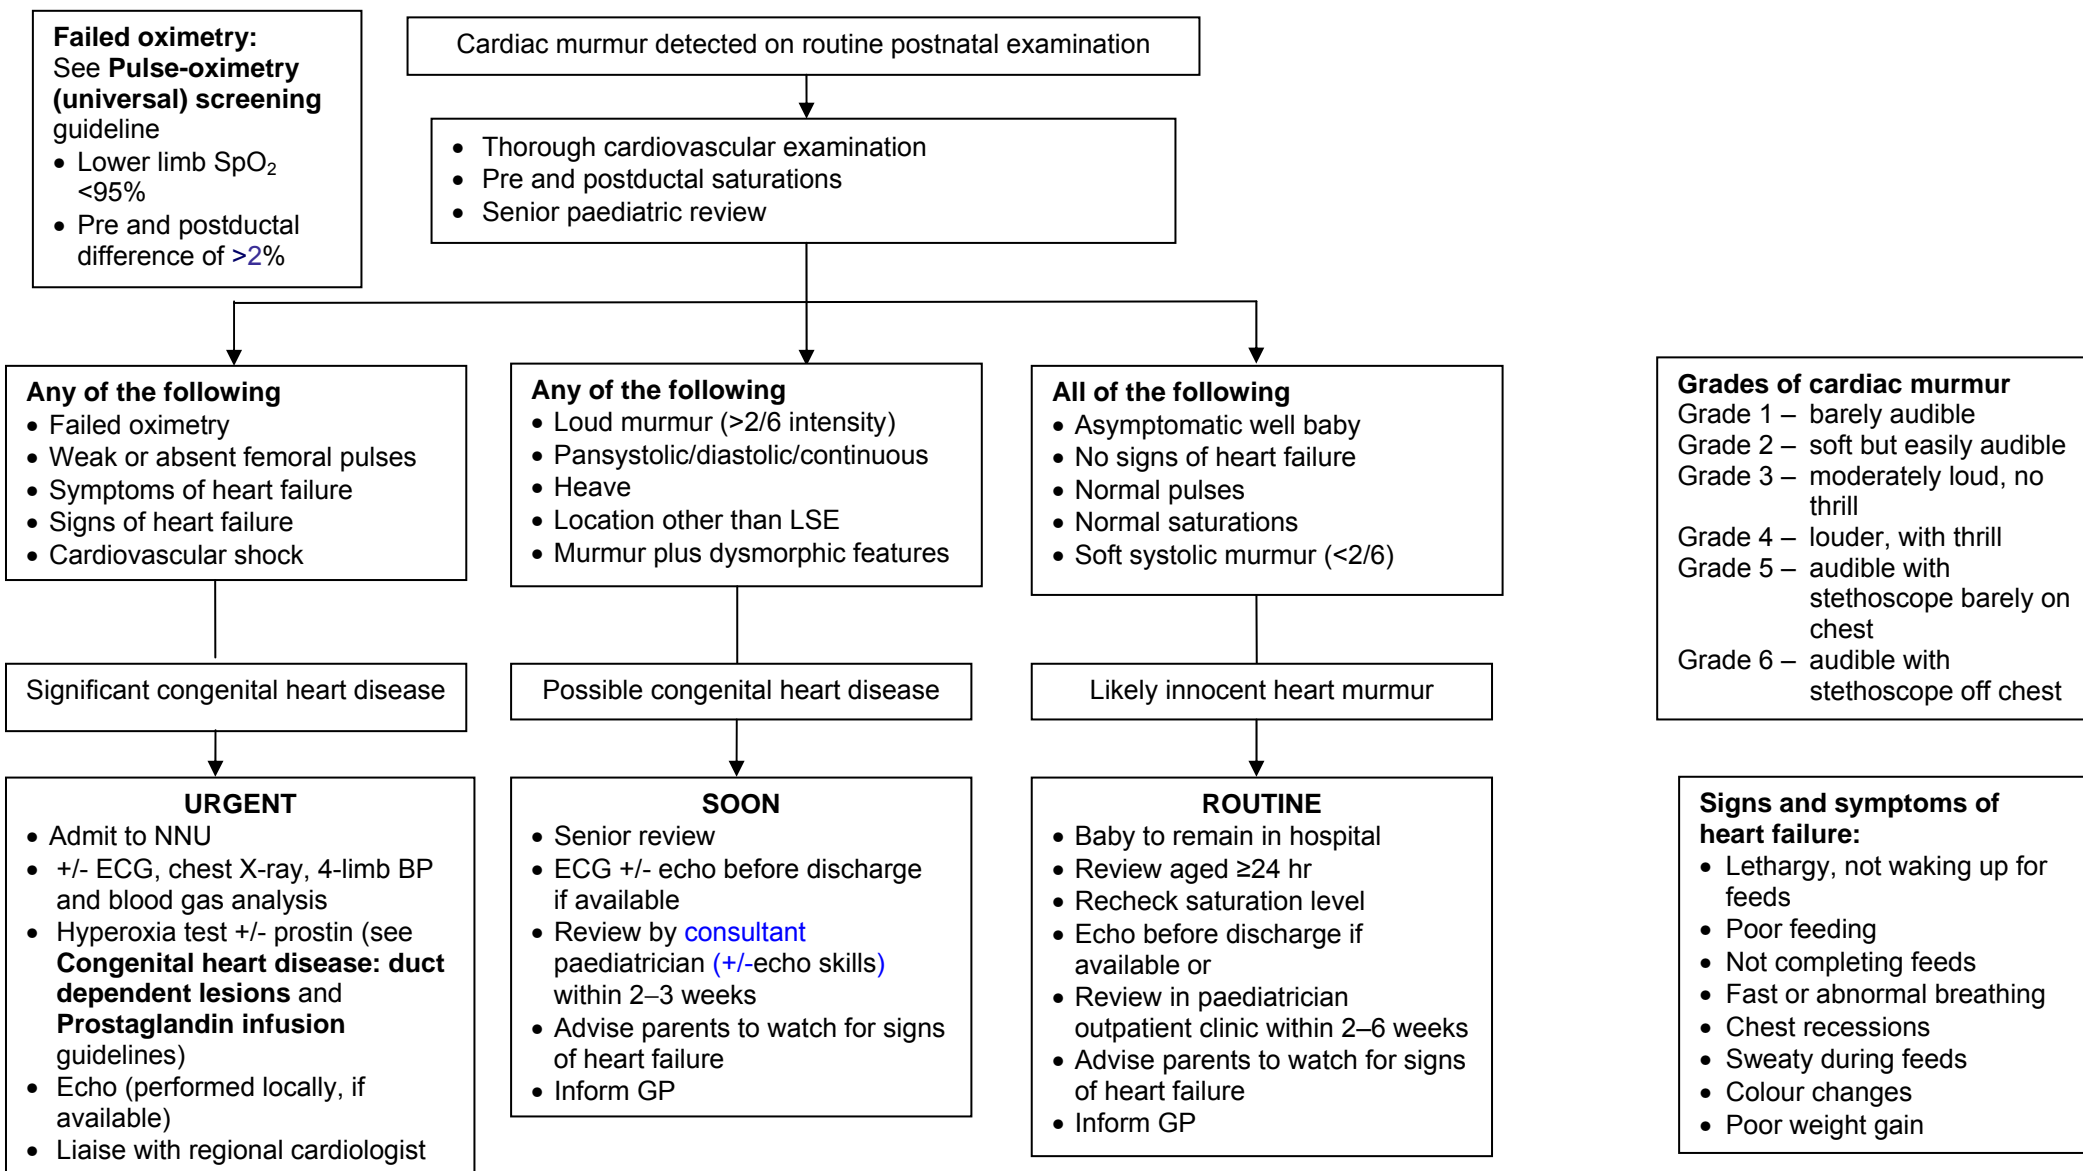 Failed oximetry:
See Pulse-oximetry
(universal) screening
guideline
• Lower limb SpO₂
<95%
• Pre and postductal
difference of >2%
Cardiac murmur detected on routine postnatal examination
• Thorough cardiovascular examination
• Pre and postductal saturations
• Senior paediatric review
Any of the following
• Failed oximetry
• Weak or absent femoral pulses
• Symptoms of heart failure
• Signs of heart failure
• Cardiovascular shock
Any of the following
• Loud murmur (>2/6 intensity)
• Pansystolic/diastolic/continuous
• Heave
• Location other than LSE
• Murmur plus dysmorphic features
All of the following
• Asymptomatic well baby
• No signs of heart failure
• Normal pulses
• Normal saturations
• Soft systolic murmur (<2/6)
Grades of cardiac murmur
Grade 1 – barely audible
Grade 2 – soft but easily audible
Grade 3 – moderately loud, no
thrill
Grade 4 – louder, with thrill
Grade 5 – audible with
stethoscope barely on
chest
Grade 6 – audible with
stethoscope off chest
Significant congenital heart disease
Possible congenital heart disease
Likely innocent heart murmur
URGENT
• Admit to NNU
• +/- ECG, chest X-ray, 4-limb BP
and blood gas analysis
• Hyperoxia test +/- prostin (see
Congenital heart disease: duct
dependent lesions and
Prostaglandin infusion
guidelines)
• Echo (performed locally, if
available)
• Liaise with regional cardiologist
SOON
• Senior review
• ECG +/- echo before discharge
if available
• Review by consultant
paediatrician (+/-echo skills)
within 2–3 weeks
• Advise parents to watch for signs
of heart failure
• Inform GP
ROUTINE
• Baby to remain in hospital
• Review aged ≥24 hr
• Recheck saturation level
• Echo before discharge if
available or
• Review in paediatrician
outpatient clinic within 2–6 weeks
• Advise parents to watch for signs
of heart failure
• Inform GP
Signs and symptoms of
heart failure:
• Lethargy, not waking up for
feeds
• Poor feeding
• Not completing feeds
• Fast or abnormal breathing
• Chest recessions
• Sweaty during feeds
• Colour changes
• Poor weight gain